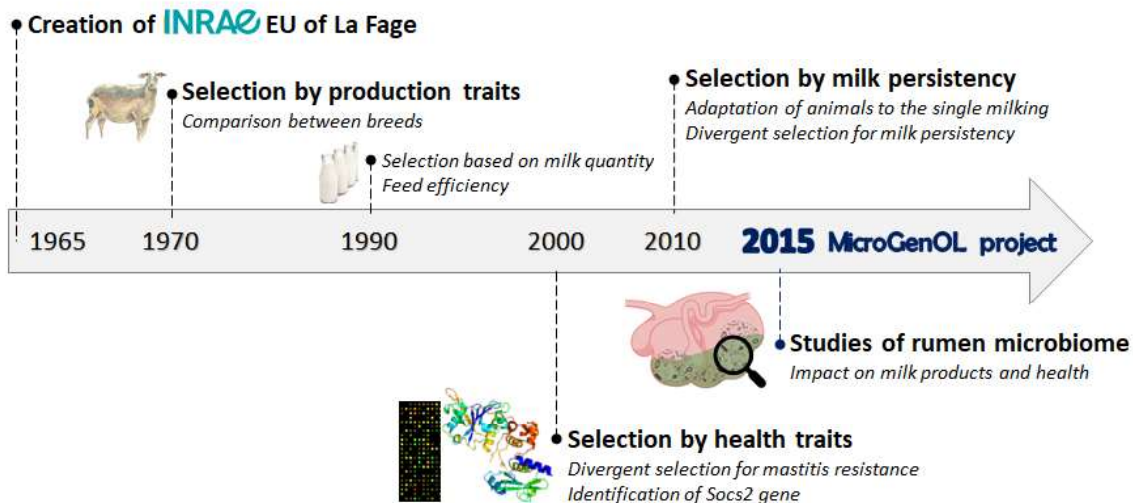 Creation of INRAE EU of La Fage
Selection by production traits
Comparison between breeds
Selection based on milk quantity
Feed efficiency
Selection by milk persistency
Adaptation of animals to the single milking
Divergent selection for milk persistency
1965 1970 1990 2000 2010 2015 MicroGenOL project
Studies of rumen microbiome
Impact on milk products and health
Selection by health traits
Divergent selection for mastitis resistance
Identification of Socs2 gene